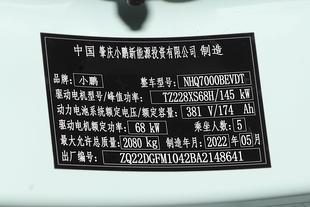 中国 肇庆小鹏新能源投资有限公司 制造
品牌：小鹏 整车型号：NHQ7000BEVDT
驱动电机型号/峰值功率：TZ228XS68H/145 kW
动力电池系统额定电压/额定容量：381 V/174 Ah
驱动电机额定功率：68 kW 乘坐人数：5
最大允许总质量：2080 kg 制造年月：2022 年05月
出厂编号：ZQ22DGFM1042BA2148641